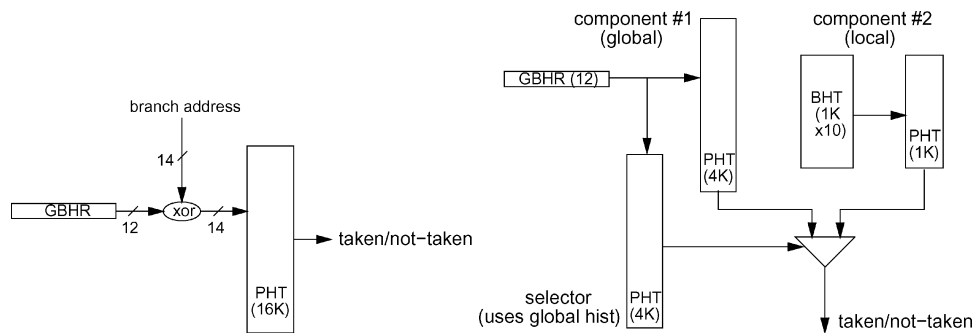 branch address
14
GBHR
12
xor
14
PHT
(16K)
taken/not−taken
component #1
(global)
GBHR (12)
PHT
(4K)
selector
(uses global hist)
PHT
(4K)
component #2
(local)
BHT
(1K
x10)
PHT
(1K)
taken/not−taken